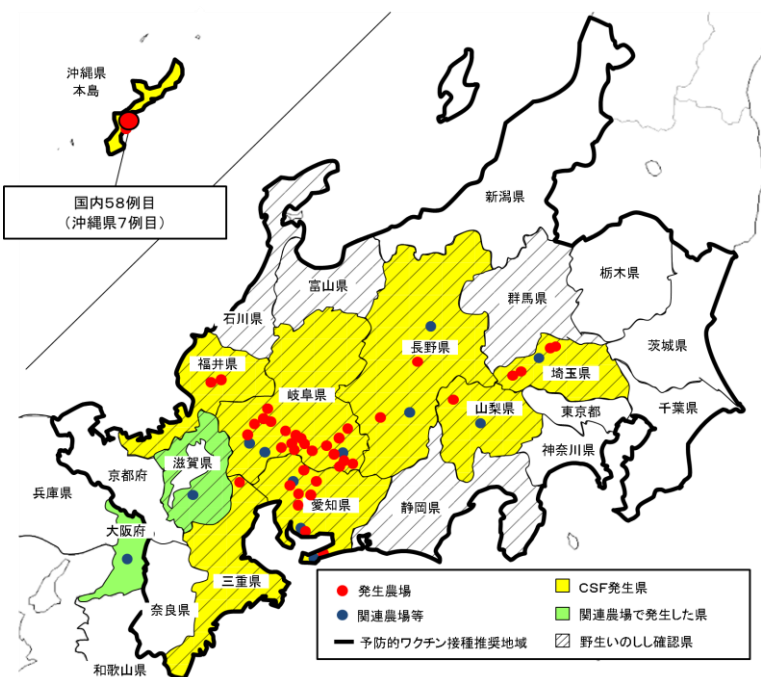 沖縄県
本島
国内58例目
(沖縄県7例目)
新潟県
栃木県
群馬県
富山県
石川県
茨城県
長野県
福井県
埼玉県
岐阜県
山梨県
東京都
千葉県
滋賀県
京都府
神奈川県
兵庫県
静岡県
愛知県
大阪府
三重県
奈良県
和歌山県
発生農場
関連農場等
予防的ワクチン接種推奨地域
CSF発生県
関連農場で発生した県
野生いのしし確認県